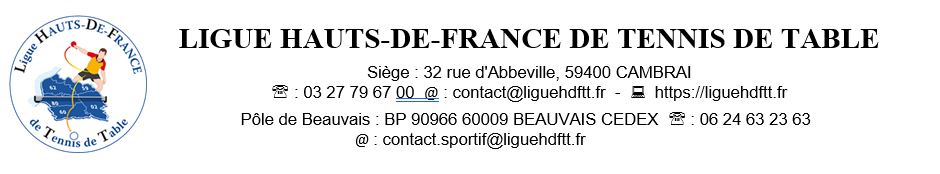 Ligue HAUTS-DE-FRANCE
de Tennis de Table
LIGUE HAUTS-DE-FRANCE DE TENNIS DE TABLE
Siège : 32 rue d'Abbeville, 59400 CAMBRAI
☏ : 03 27 79 67 00 @ : contact@liguehdftt.fr - 💻 https://liguehdftt.fr
Pôle de Beauvais : BP 90966 60009 BEAUVAIS CEDEX ☏ : 06 24 63 23 63
@ : contact.sportif@liguehdftt.fr